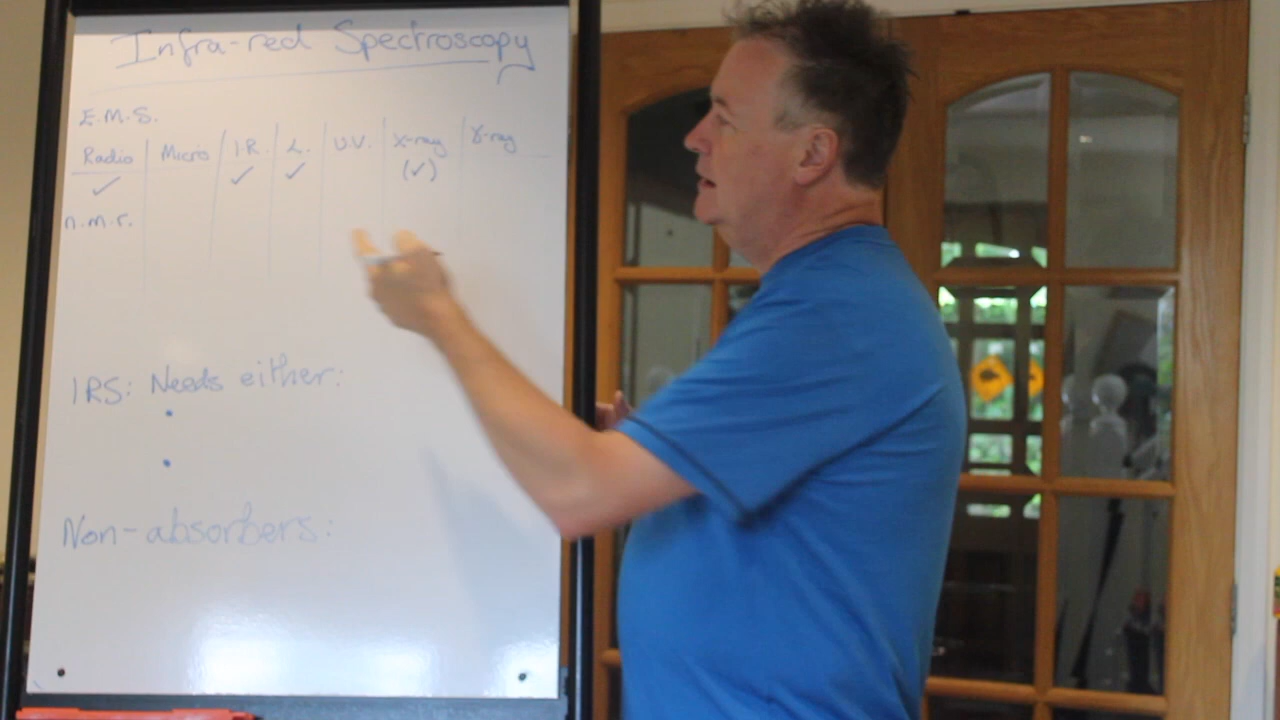 Infra-red Spectroscopy
E.M.S.
Radio Micro I.R. L. U.V. X-ray γ-ray
✓ ✓ ✓ (✓)
n.m.r.
IRS: Needs either:
•
•
Non-absorbers: